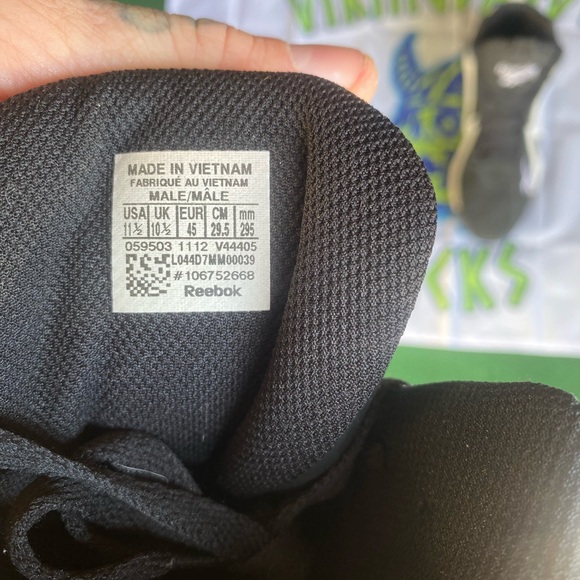 MADE IN VIETNAM
FABRIQUÉ AU VIETNAM
MALE/MÂLE
USA UK EUR CM mm
11½ 10½ 45 29.5 295
059503 1112 V44405
L044D7MM00039
#106752668
Reebok
CKS